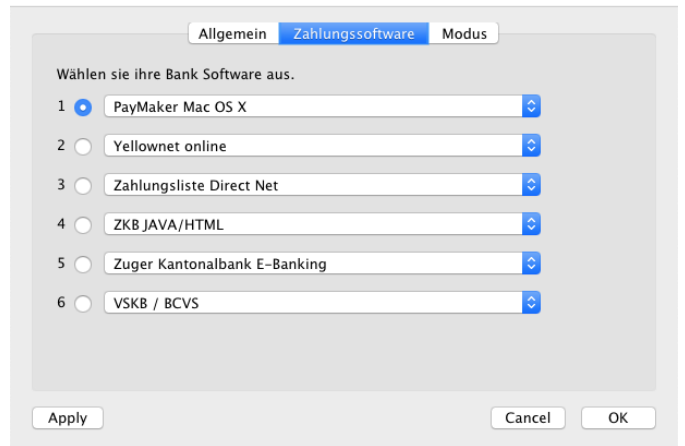 Allgemein Zahlungssoftware Modus
Wählen sie ihre Bank Software aus.
1 PayMaker Mac OS X
2 Yellownet online
3 Zahlungsliste Direct Net
4 ZKB JAVA/HTML
5 Zuger Kantonalbank E-Banking
6 VSKB / BCVS
Apply Cancel OK